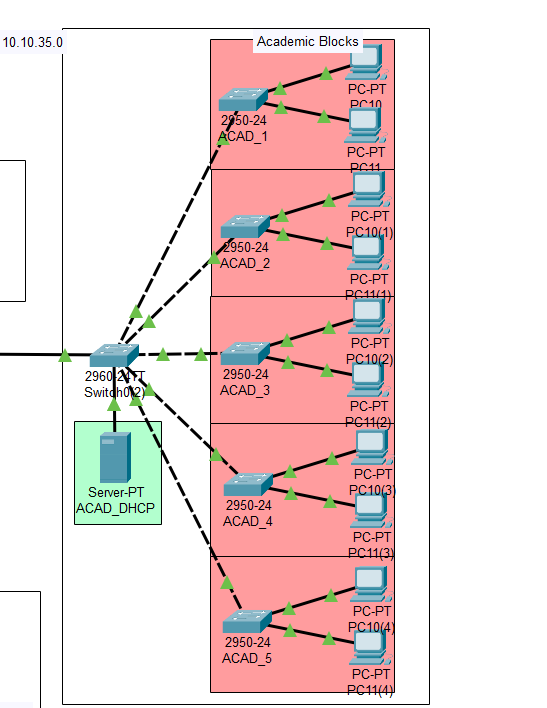 10.10.35.0
Academic Blocks
PC-PT
PC10
2950-24
ACAD_1
PC-PT
PC11
PC-PT
PC10(1)
2950-24
ACAD_2
PC-PT
PC11(1)
PC-PT
PC10(2)
2950-24
ACAD_3
PC-PT
PC11(2)
2960-24TT
Switch0(2)
PC-PT
PC10(3)
Server-PT
ACAD_DHCP
2950-24
ACAD_4
PC-PT
PC11(3)
PC-PT
PC10(4)
2950-24
ACAD_5
PC-PT
PC11(4)